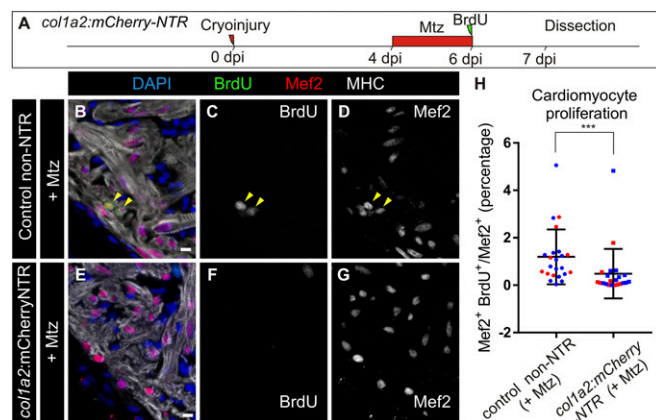 A
col1a2:mCherry-NTR
Cryoinjury
Mtz
BrdU
Dissection
0 dpi
4 dpi
6 dpi
7 dpi
DAPI BrdU Mef2 MHC
Control non-NTR
+ Mtz
B
C
BrdU
D
Mef2
col1a2:mCherryNTR
+ Mtz
E
F
BrdU
G
Mef2
H
Cardiomyocyte
proliferation
***
Mef2+ BrdU+/Mef2+ (percentage)
6
4
2
0
-2
control non-NTR
(+ Mtz)
col1a2:mCherry
NTR (+ Mtz)